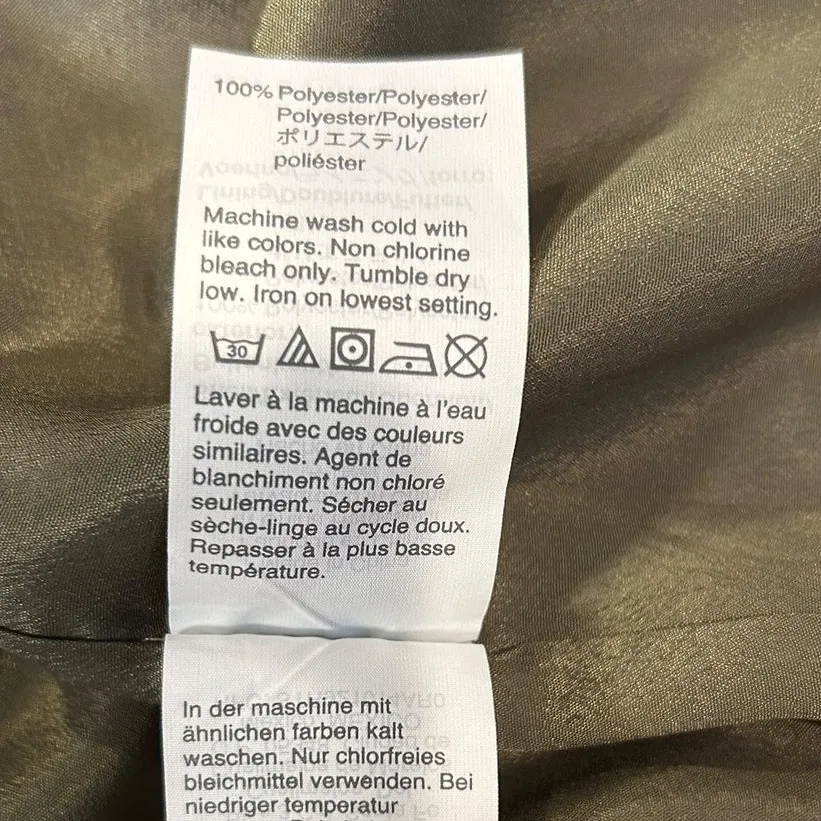 100% Polyester/Polyester/
Polyester/Polyester/
ポリエステル/
poliéster
Machine wash cold with
like colors. Non chlorine
bleach only. Tumble dry
low. Iron on lowest setting.
30
Laver à la machine à l'eau
froide avec des couleurs
similaires. Agent de
blanchiment non chloré
seulement. Sécher au
sèche-linge au cycle doux.
Repasser à la plus basse
température.
In der maschine mit
ähnlichen farben kalt
waschen. Nur chlorfreies
bleichmittel verwenden. Bei
niedriger temperatur